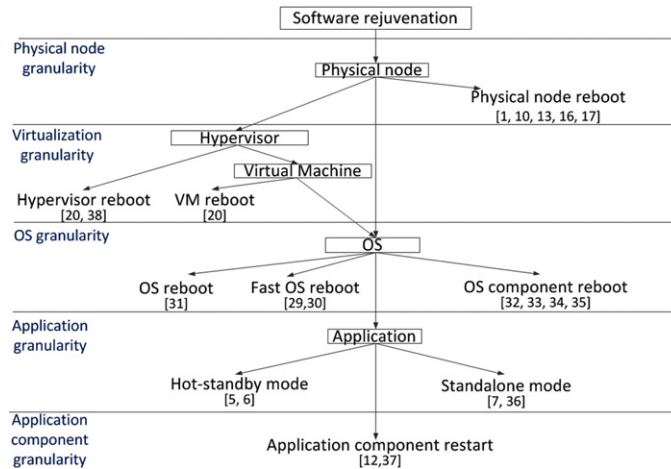 Software rejuvenation
Physical node
granularity
Physical node
Physical node reboot
[1, 10, 13, 16, 17]
Virtualization
granularity
Hypervisor
Virtual Machine
Hypervisor reboot
[20, 38]
VM reboot
[20]
OS granularity
OS
OS reboot
[31]
Fast OS reboot
[29,30]
OS component reboot
[32, 33, 34, 35]
Application
granularity
Application
Hot-standby mode
[5, 6]
Standalone mode
[7, 36]
Application
component
granularity
Application component restart
[12,37]